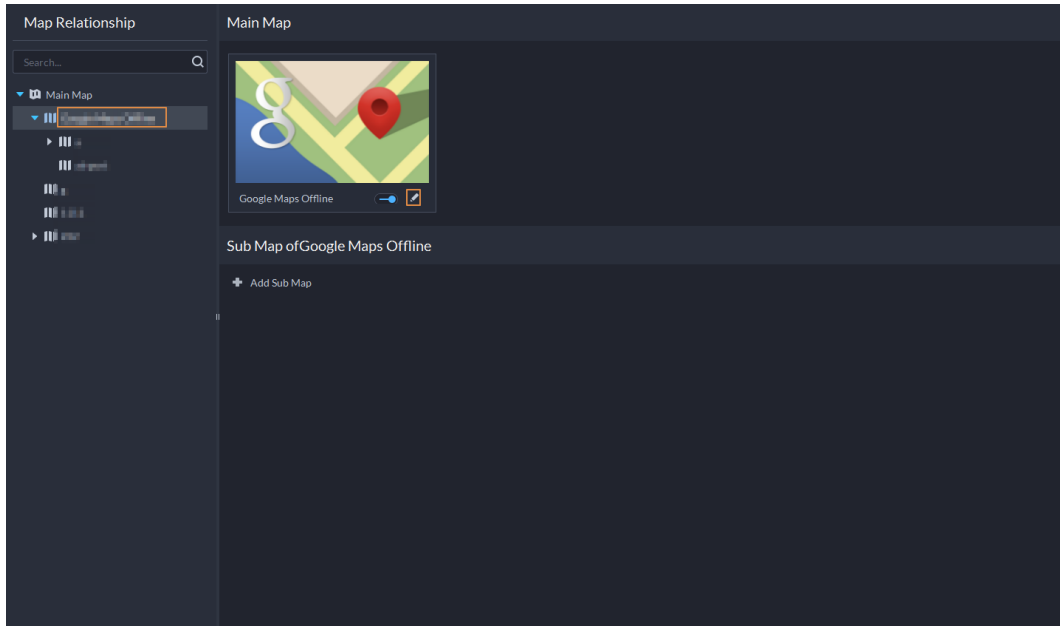 Map Relationship
Search...
Main Map
Main Map
g
Google Maps Offline
Sub Map ofGoogle Maps Offline
Add Sub Map